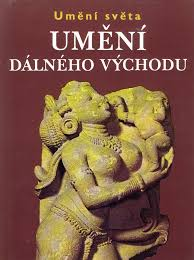 Umění světa
UMĚNÍ
DÁLNÉHO VÝCHODU